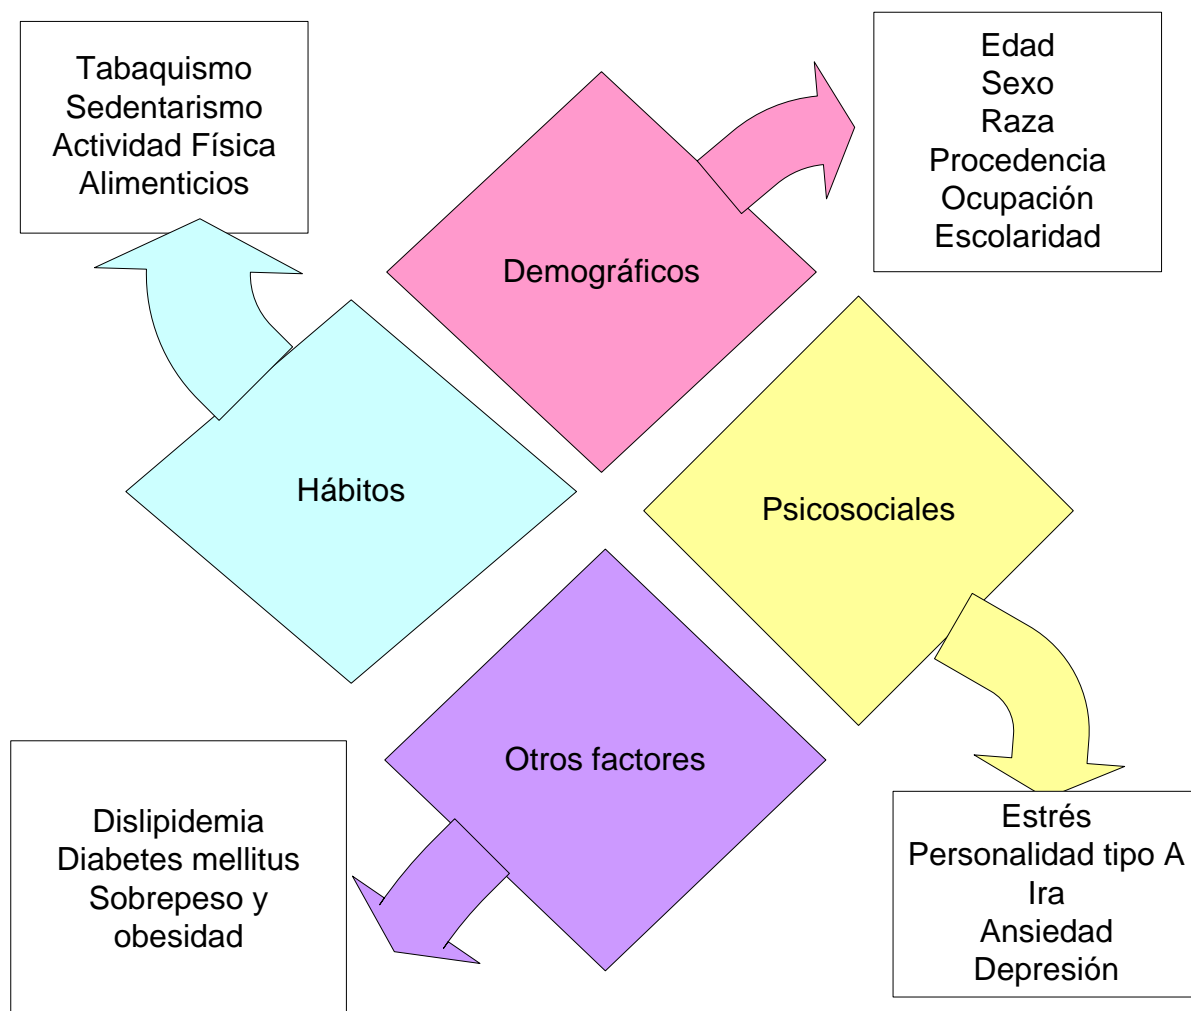 Tabaquismo
Sedentarismo
Actividad Física
Alimenticios
Edad
Sexo
Raza
Procedencia
Ocupación
Escolaridad
Demográficos
Hábitos
Psicosociales
Otros factores
Dislipidemia
Diabetes mellitus
Sobrepeso y
obesidad
Estrés
Personalidad tipo A
Ira
Ansiedad
Depresión